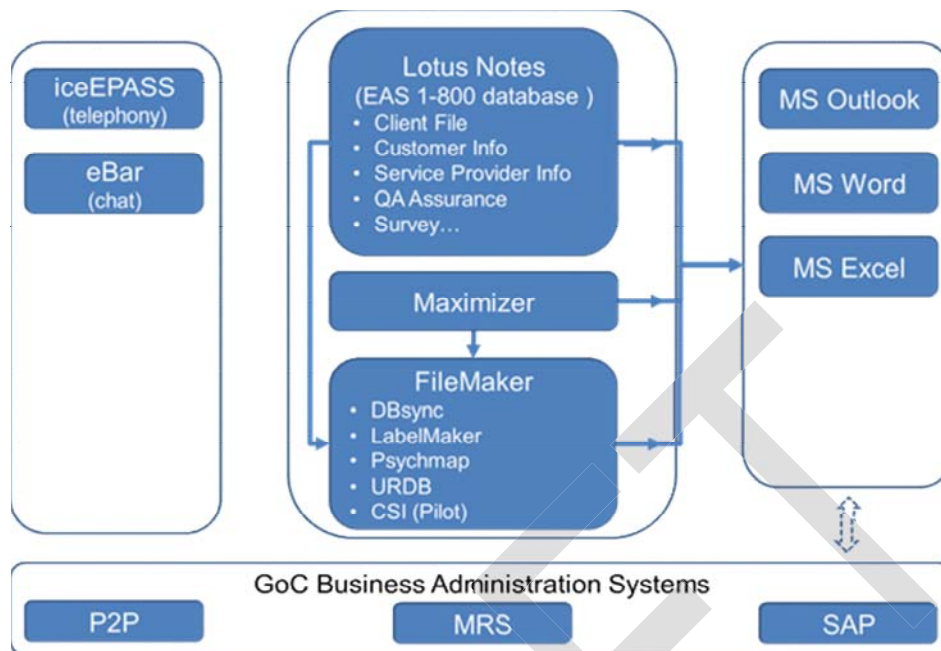 iceEPASS
(telephony)
eBar
(chat)
Lotus Notes
(EAS 1-800 database )
• Client File
• Customer Info
• Service Provider Info
• QA Assurance
• Survey…
Maximizer
FileMaker
• DBsync
• LabelMaker
• Psychmap
• URDB
• CSI (Pilot)
MS Outlook
MS Word
MS Excel
GoC Business Administration Systems
P2P
MRS
SAP